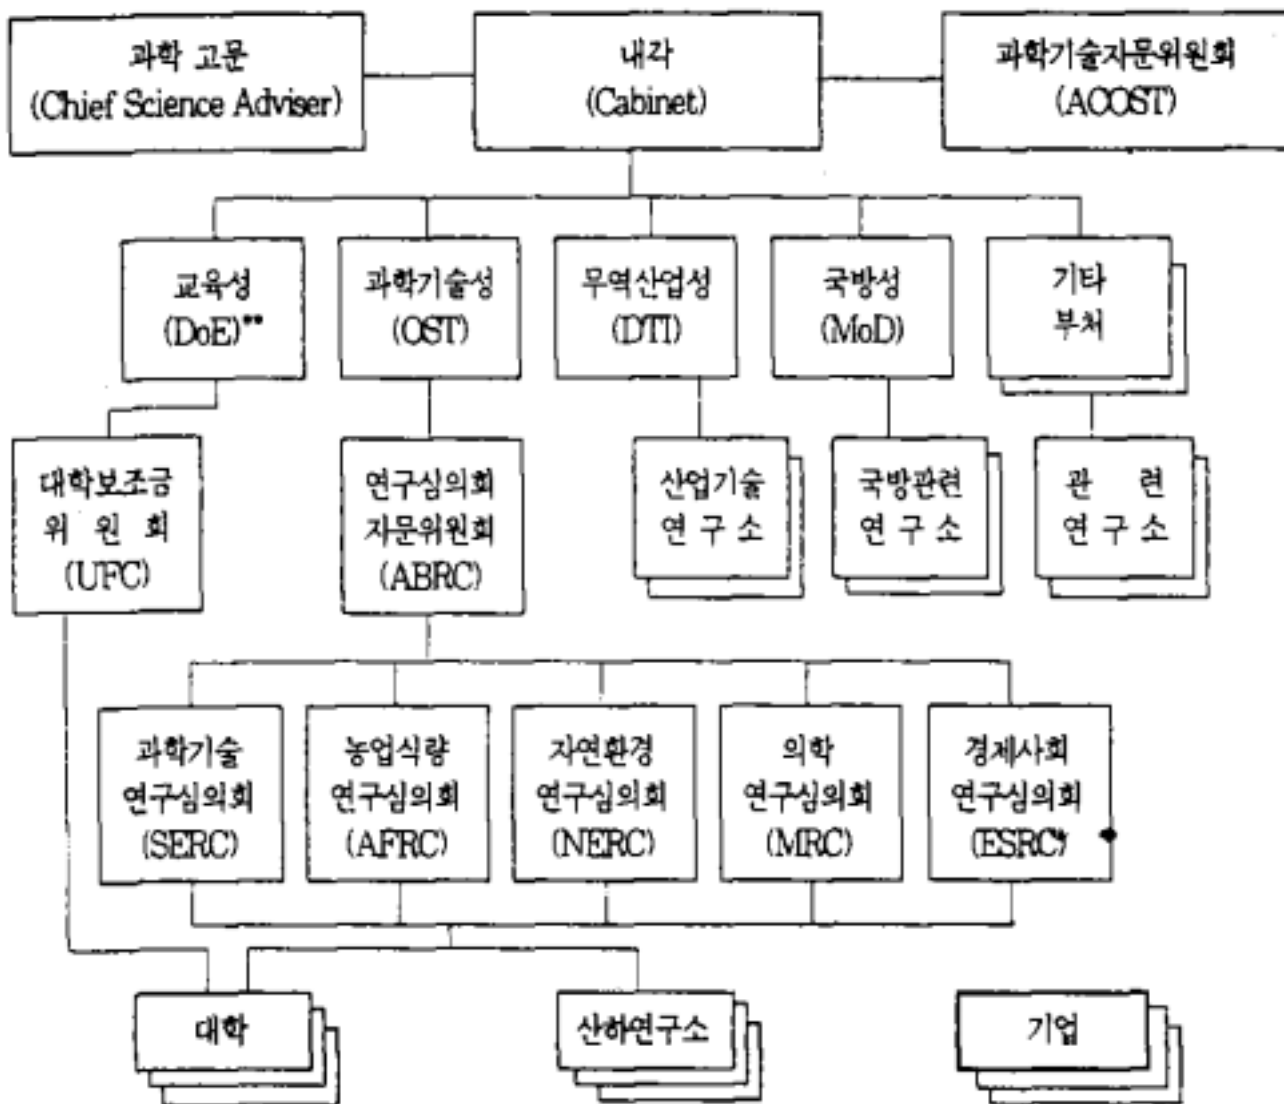 과학 고문
(Chief Science Adviser)
내각
(Cabinet)
과학기술자문위원회
(ACOST)
교육성
(DoE)**
과학기술성
(OST)
무역산업성
(DTI)
국방성
(MoD)
기타
부처
대학보조금
위 원 회
(UFC)
연구심의회
자문위원회
(ABRC)
산업기술
연 구 소
국방관련
연 구 소
관 련
연 구 소
과학기술
연구심의회
(SERC)
농업식량
연구심의회
(AFRC)
자연환경
연구심의회
(NERC)
의학
연구심의회
(MRC)
경제사회
연구심의회
(ESRC)*
대학
산하연구소
기업